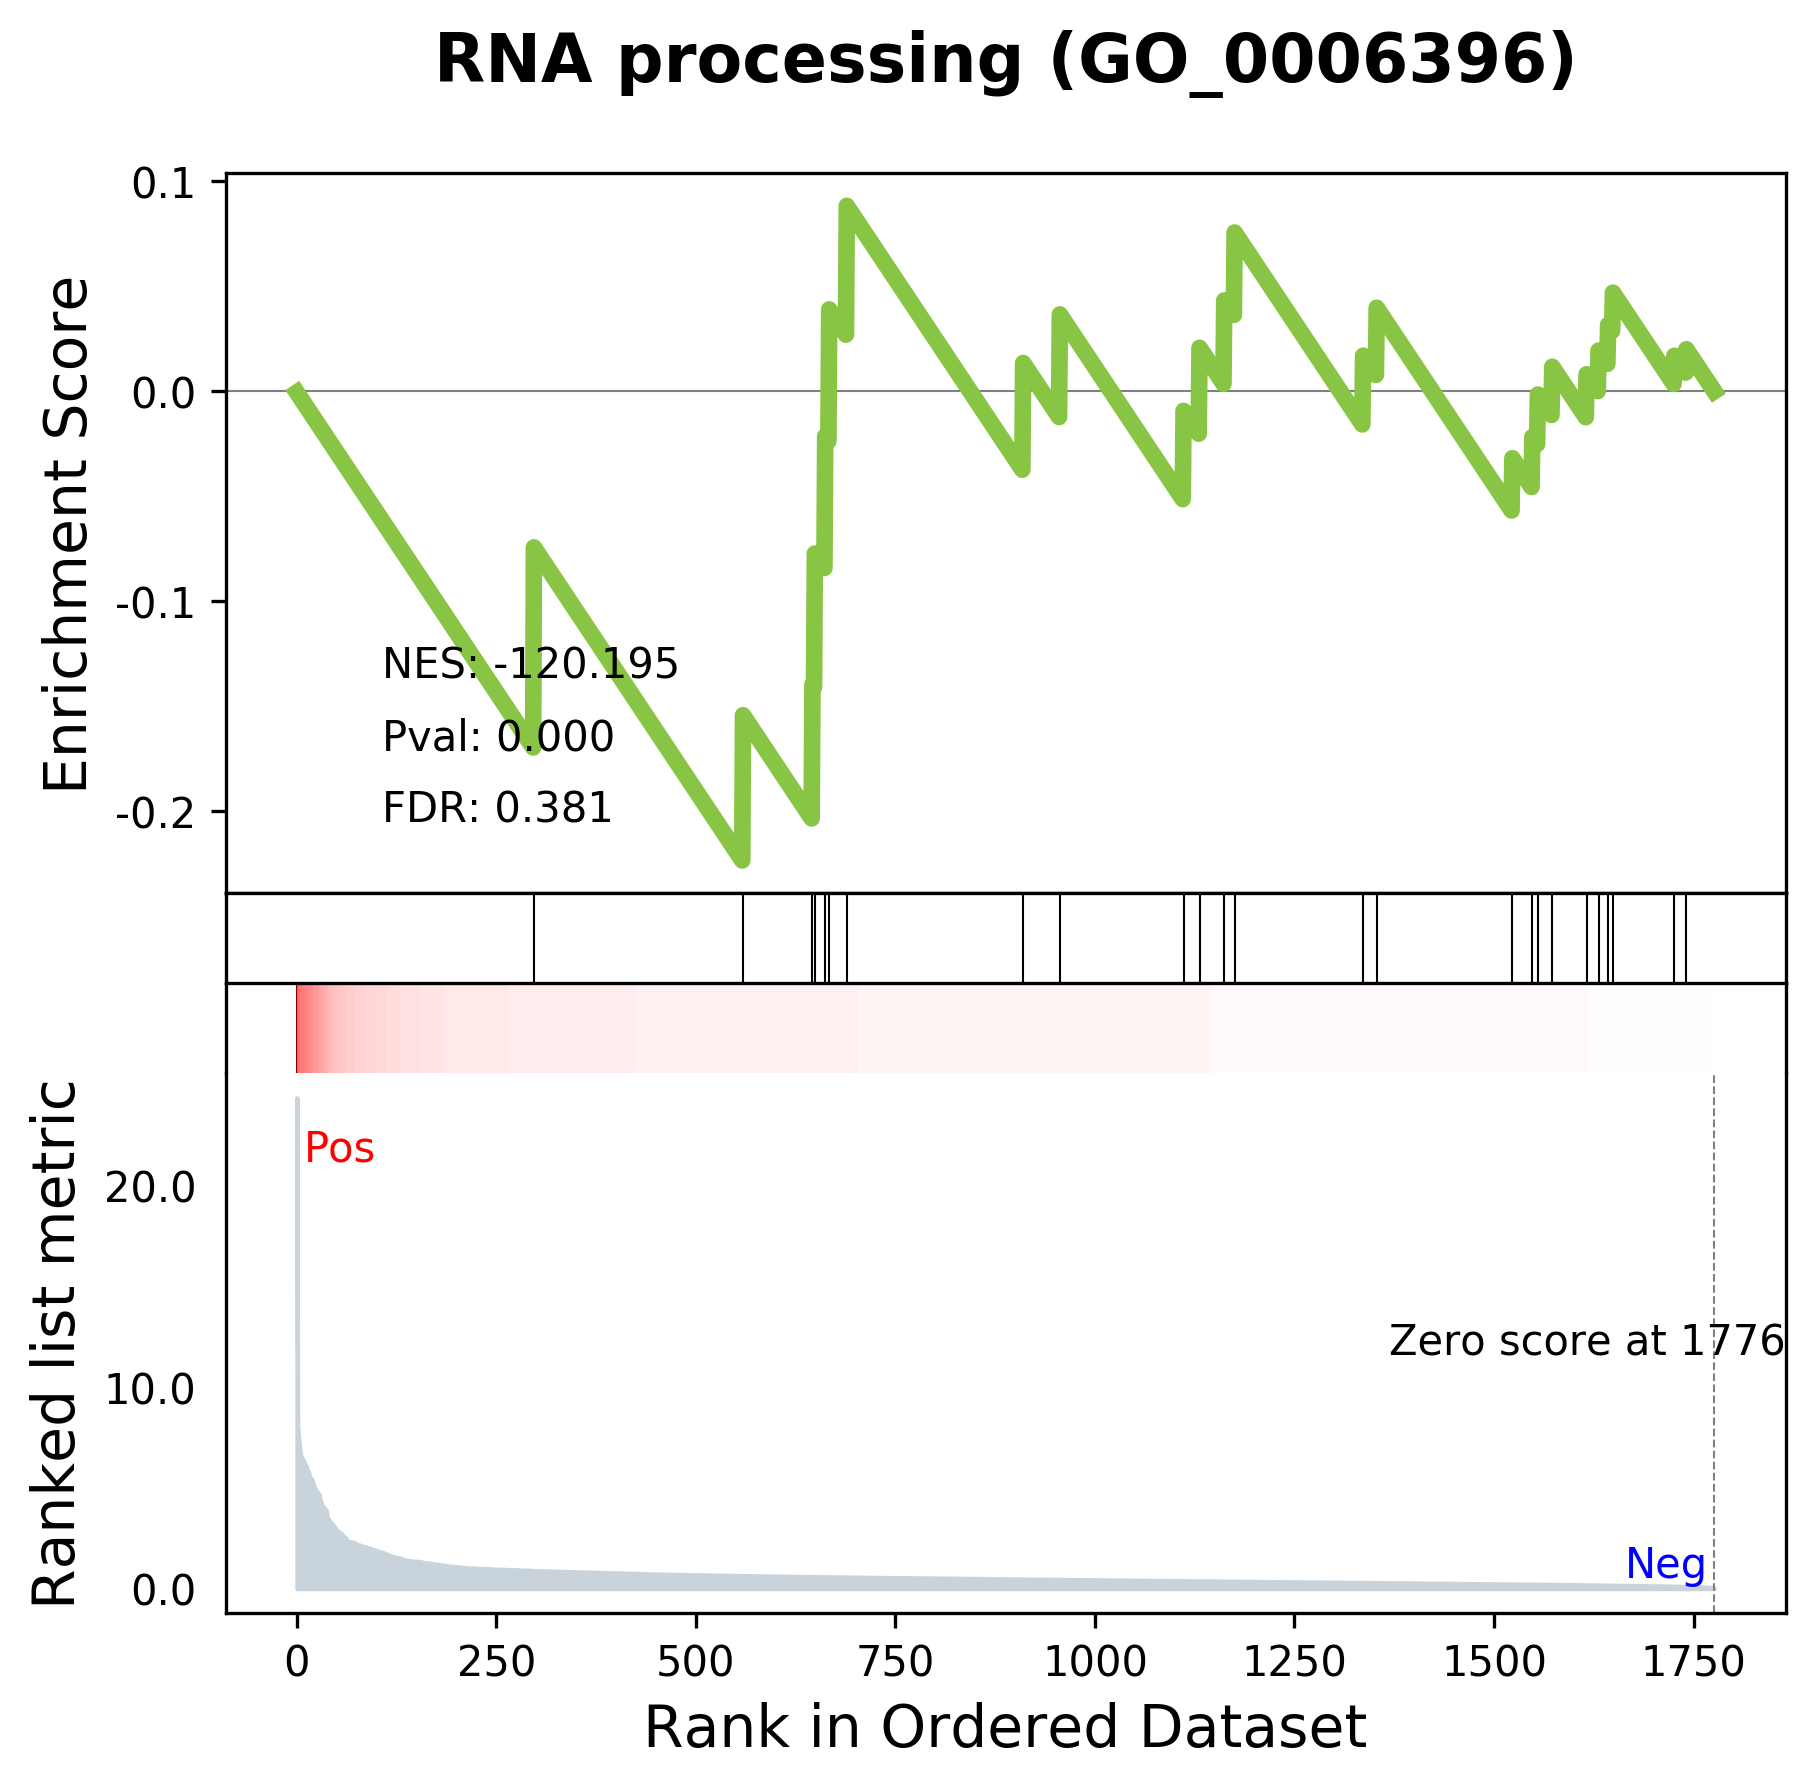 RNA processing (GO_0006396)
Enrichment Score
0.1
0.0
-0.1
-0.2
NES: -120.195
Pval: 0.000
FDR: 0.381
Ranked list metric
Pos
20.0
10.0
0.0
Zero score at 1776
Neg
0 250 500 750 1000 1250 1500 1750
Rank in Ordered Dataset